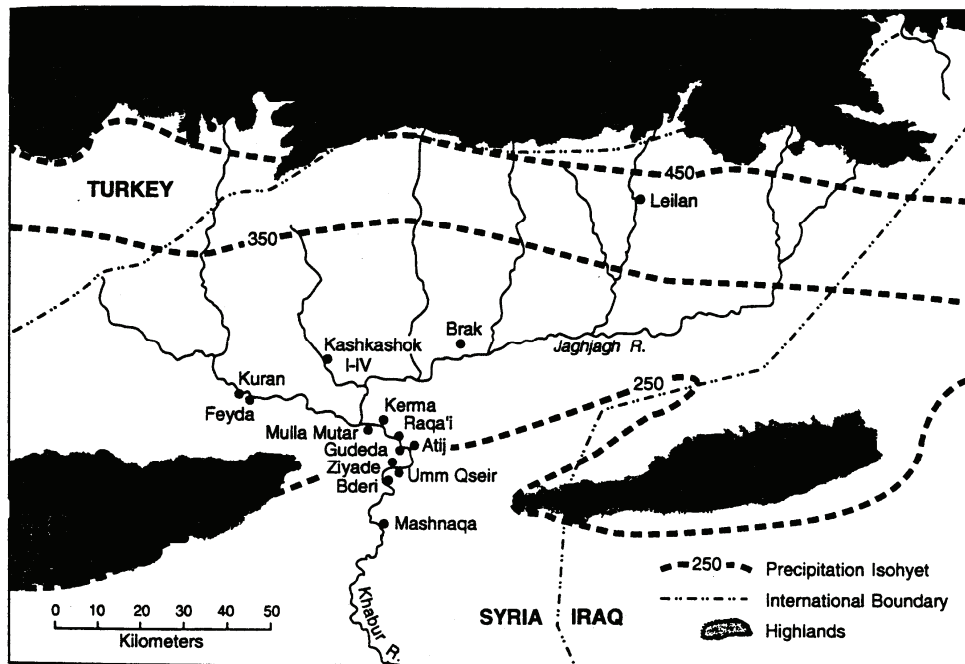 TURKEY
450
Leilan
350
Brak
Jaghjagh R.
Kashkashok
I-IV
250
Kuran
Feyda
Kerma
Raqa'i
Mulla Mutar
Atij
Gudeda
Ziyade
Umm Qseir
Bderi
Mashnaqa
Khabur R.
SYRIA
IRAQ
250 Precipitation Isohyet
International Boundary
Highlands
0 10 20 30 40 50
Kilometers